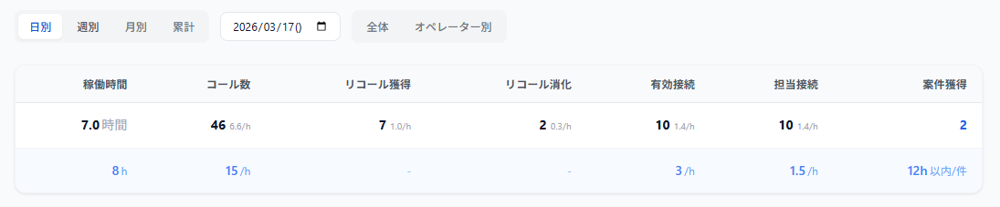 日別 週別 月別 累計 2026/03/17() 全体 オペレーター別
稼働時間 コール数 リコール獲得 リコール消化 有効接続 担当接続 案件獲得
7.0時間 46 6.6/h 7 1.0/h 2 0.3/h 10 1.4/h 10 1.4/h 2
8h 15/h - - 3/h 1.5/h 12h以内/件